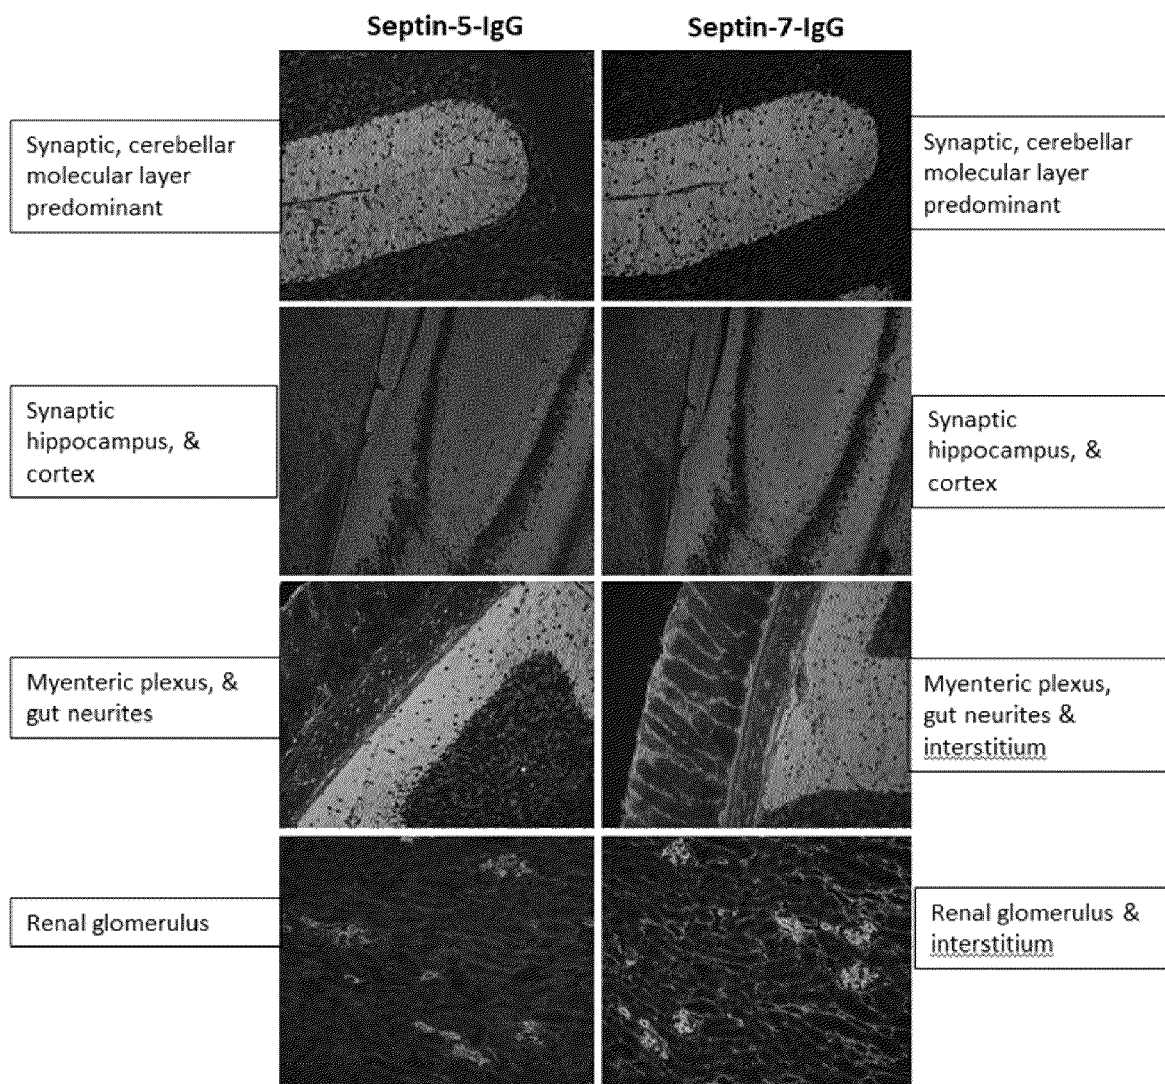 Septin-5-IgG
Septin-7-IgG
Synaptic, cerebellar
molecular layer
predominant
Synaptic, cerebellar
molecular layer
predominant
Synaptic
hippocampus, &
cortex
Synaptic
hippocampus, &
cortex
Myenteric plexus, &
gut neurites
Myenteric plexus,
gut neurites &
interstitium
Renal glomerulus
Renal glomerulus &
interstitium